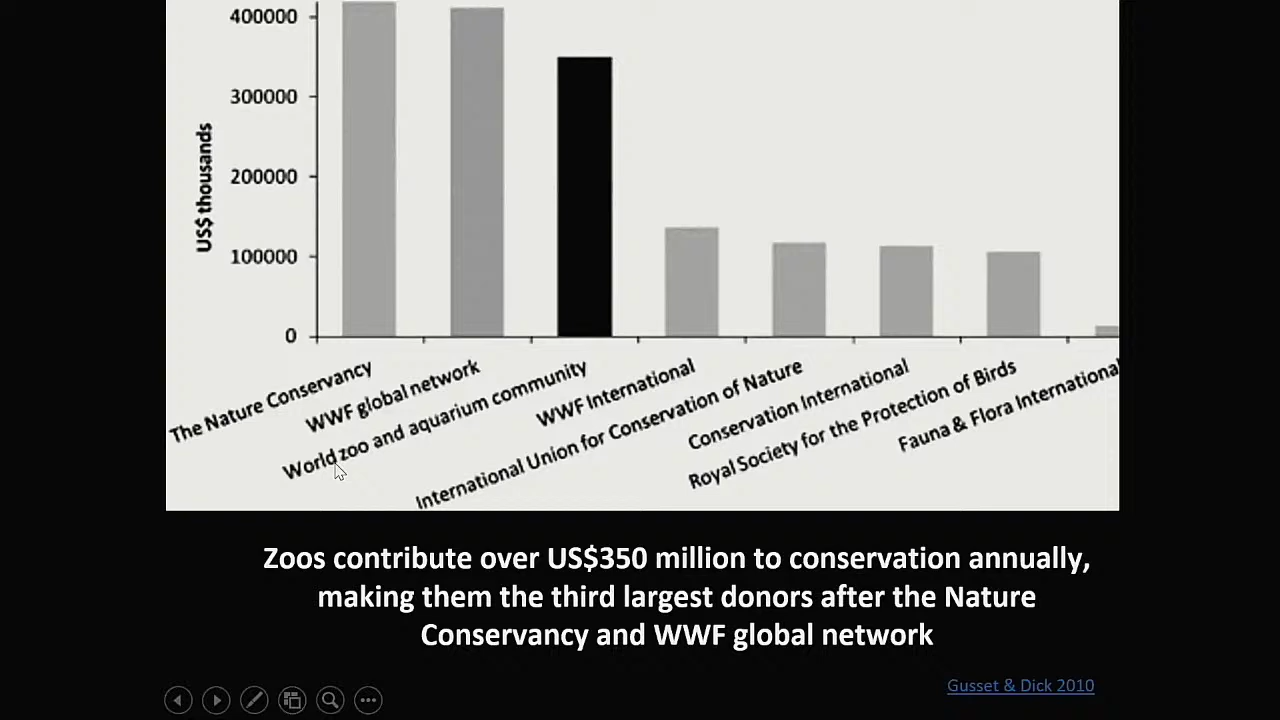 400000
300000
200000
100000
0
US$ thousands
The Nature Conservancy
WWF global network
World zoo and aquarium community
WWF International
International Union for Conservation of Nature
Conservation International
Royal Society for the Protection of Birds
Fauna & Flora International
Zoos contribute over US$350 million to conservation annually,
making them the third largest donors after the Nature
Conservancy and WWF global network
Gusset & Dick 2010